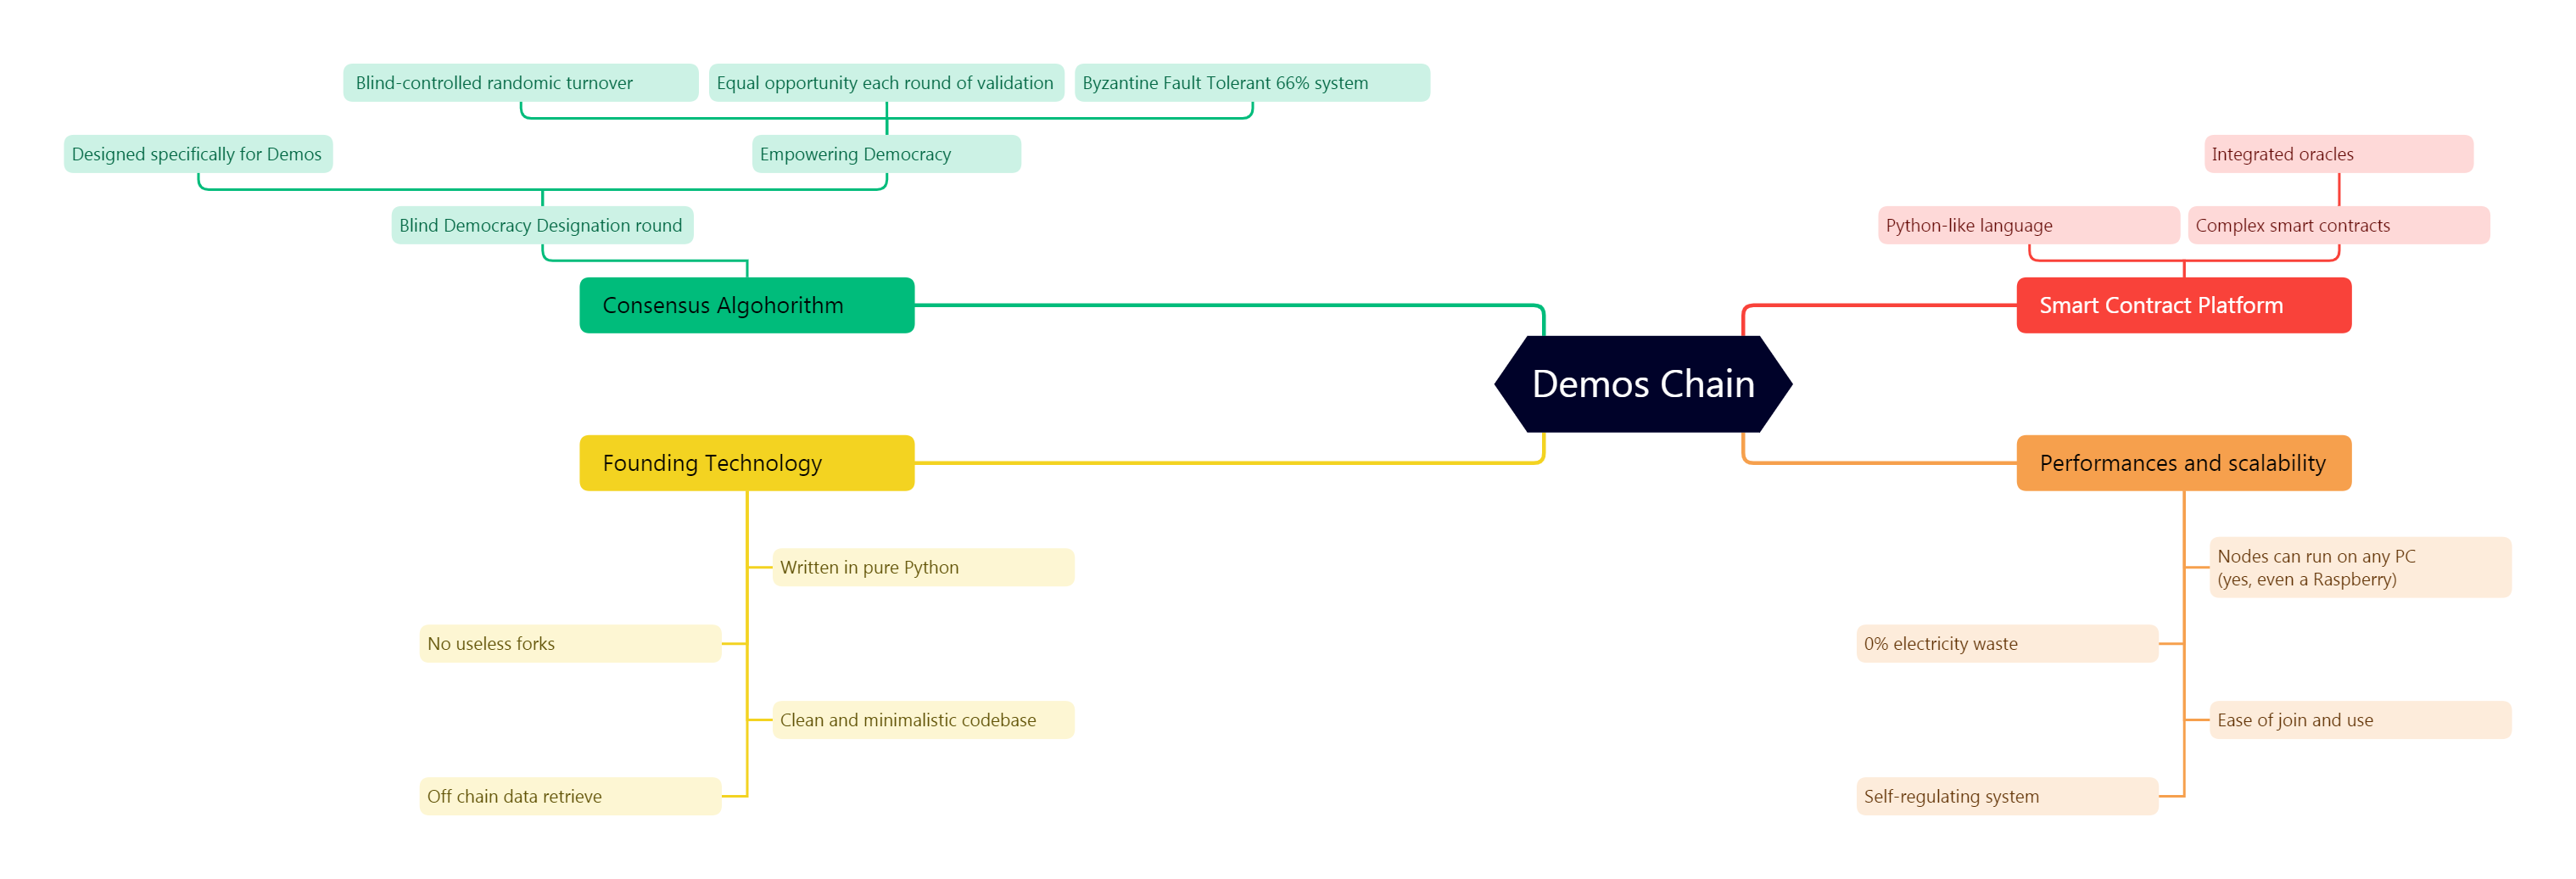 Blind-controlled randomic turnover
Equal opportunity each round of validation
Byzantine Fault Tolerant 66% system
Designed specifically for Demos
Empowering Democracy
Integrated oracles
Blind Democracy Designation round
Python-like language
Complex smart contracts
Consensus Algohorithm
Smart Contract Platform
Demos Chain
Founding Technology
Performances and scalability
Written in pure Python
Nodes can run on any PC
(yes, even a Raspberry)
No useless forks
0% electricity waste
Clean and minimalistic codebase
Ease of join and use
Off chain data retrieve
Self-regulating system